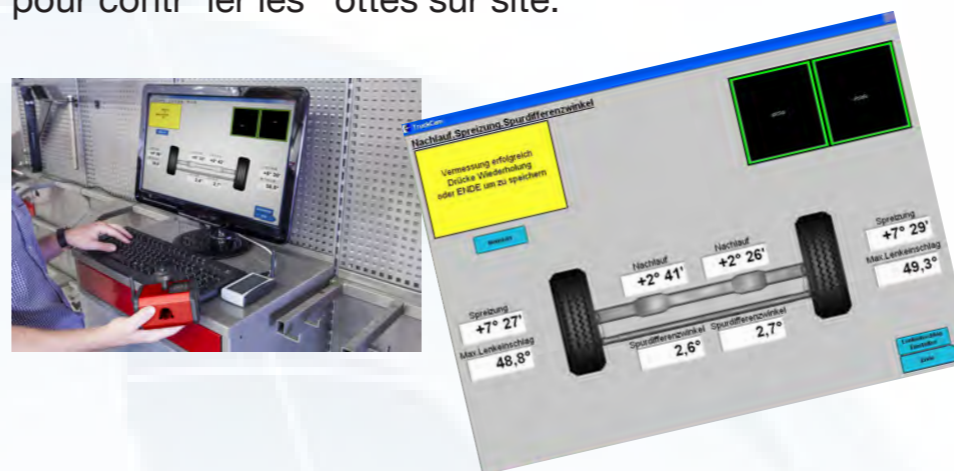 pour contr ler les ottes sur site.
TruckCam
Nachlauf,Spreizung,Spurdifferenzwinkel
Vermessung erfolgreich
Drücke Wiederholung
oder ENDE um zu speichern
Nachlauf
+2° 41'
Nachlauf
+2° 26'
Spreizung
+7° 29'
Max.Lenkeinschlag
49,3°
Spreizung
+7° 27'
Max.Lenkeinschlag
48,8°
Spurdifferenzwinkel
2,6°
Spurdifferenzwinkel
2,7°
Ende